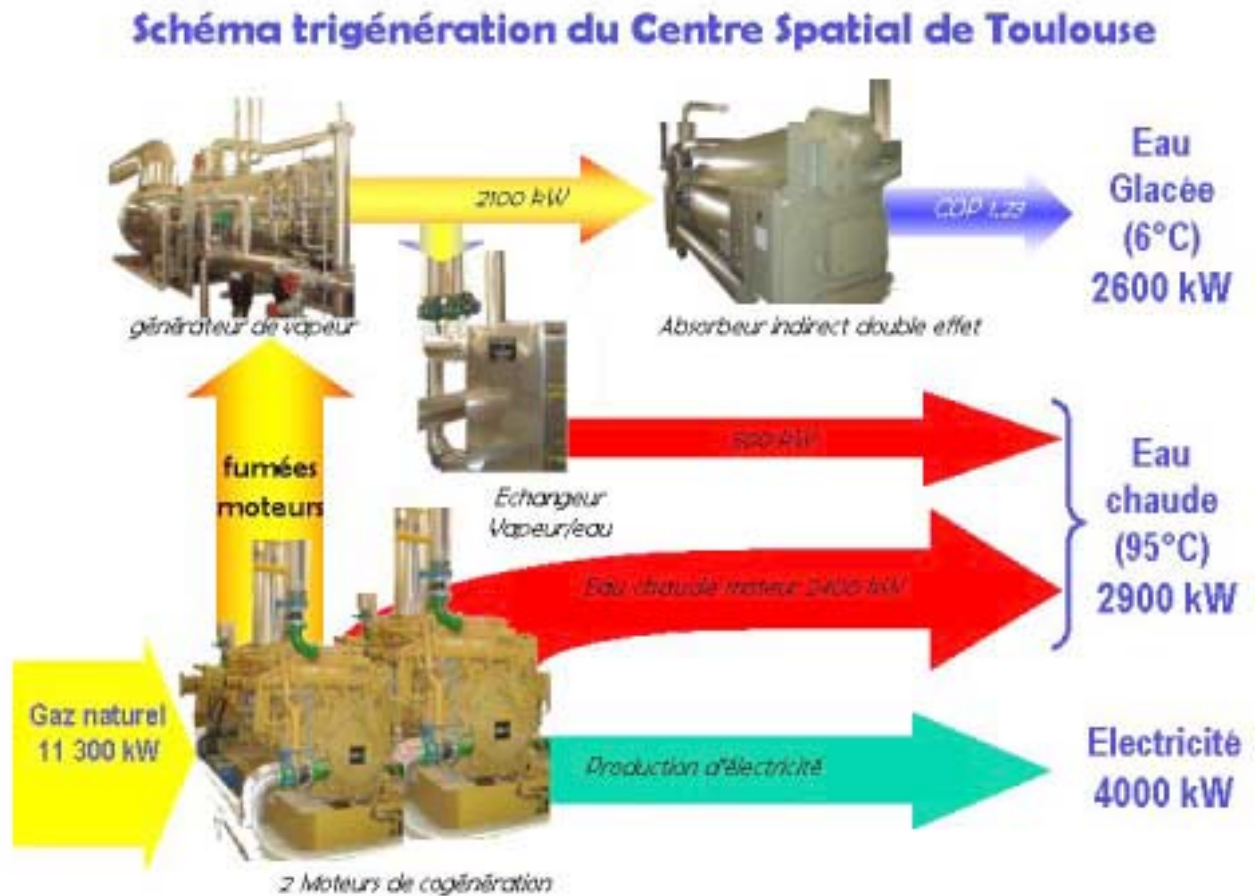 Schéma trigénération du Centre Spatial de Toulouse
2100 kW
COP 1,23
Eau
Glacée
(6°C)
2600 kW
générateur de vapeur
Absorbeur indirect double effet
fumées
moteurs
500 kW
Echangeur
Vapeur/eau
Eau chaude moteur 2400 kW
Eau
chaude
(95°C)
2900 kW
Gaz naturel
11 300 kW
Production d'électricité
Electricité
4000 kW
2 Moteurs de cogénération